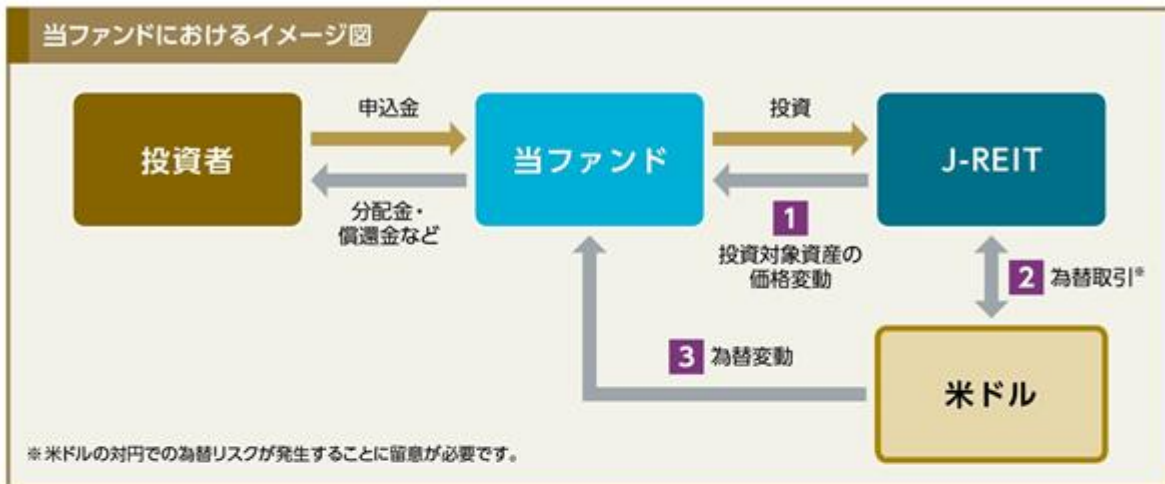 当ファンドにおけるイメージ図
投資者
申込金
分配金・
償還金など
当ファンド
投資
1
投資対象資産の
価格変動
J-REIT
2 為替取引※
3 為替変動
米ドル
※米ドルの対円での為替リスクが発生することに留意が必要です。